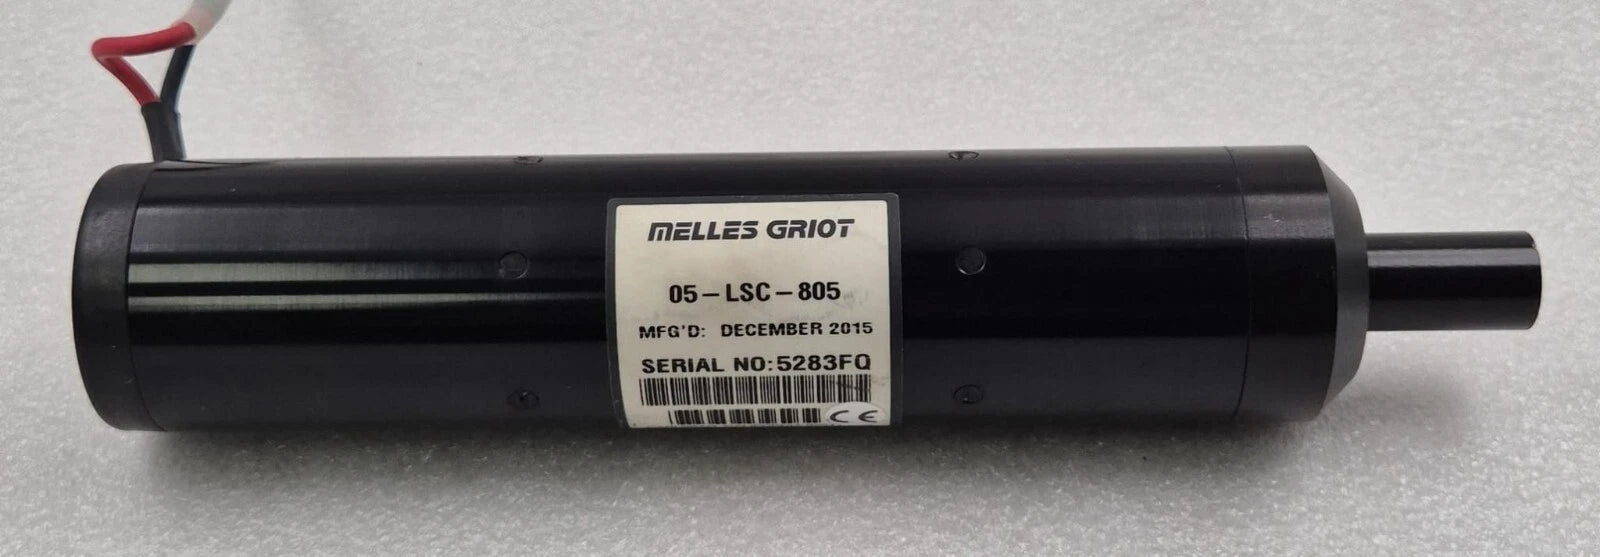 MELLES GRIOT
05-LSC-805
MFG'D: DECEMBER 2015
SERIAL NO:5283FQ
CE